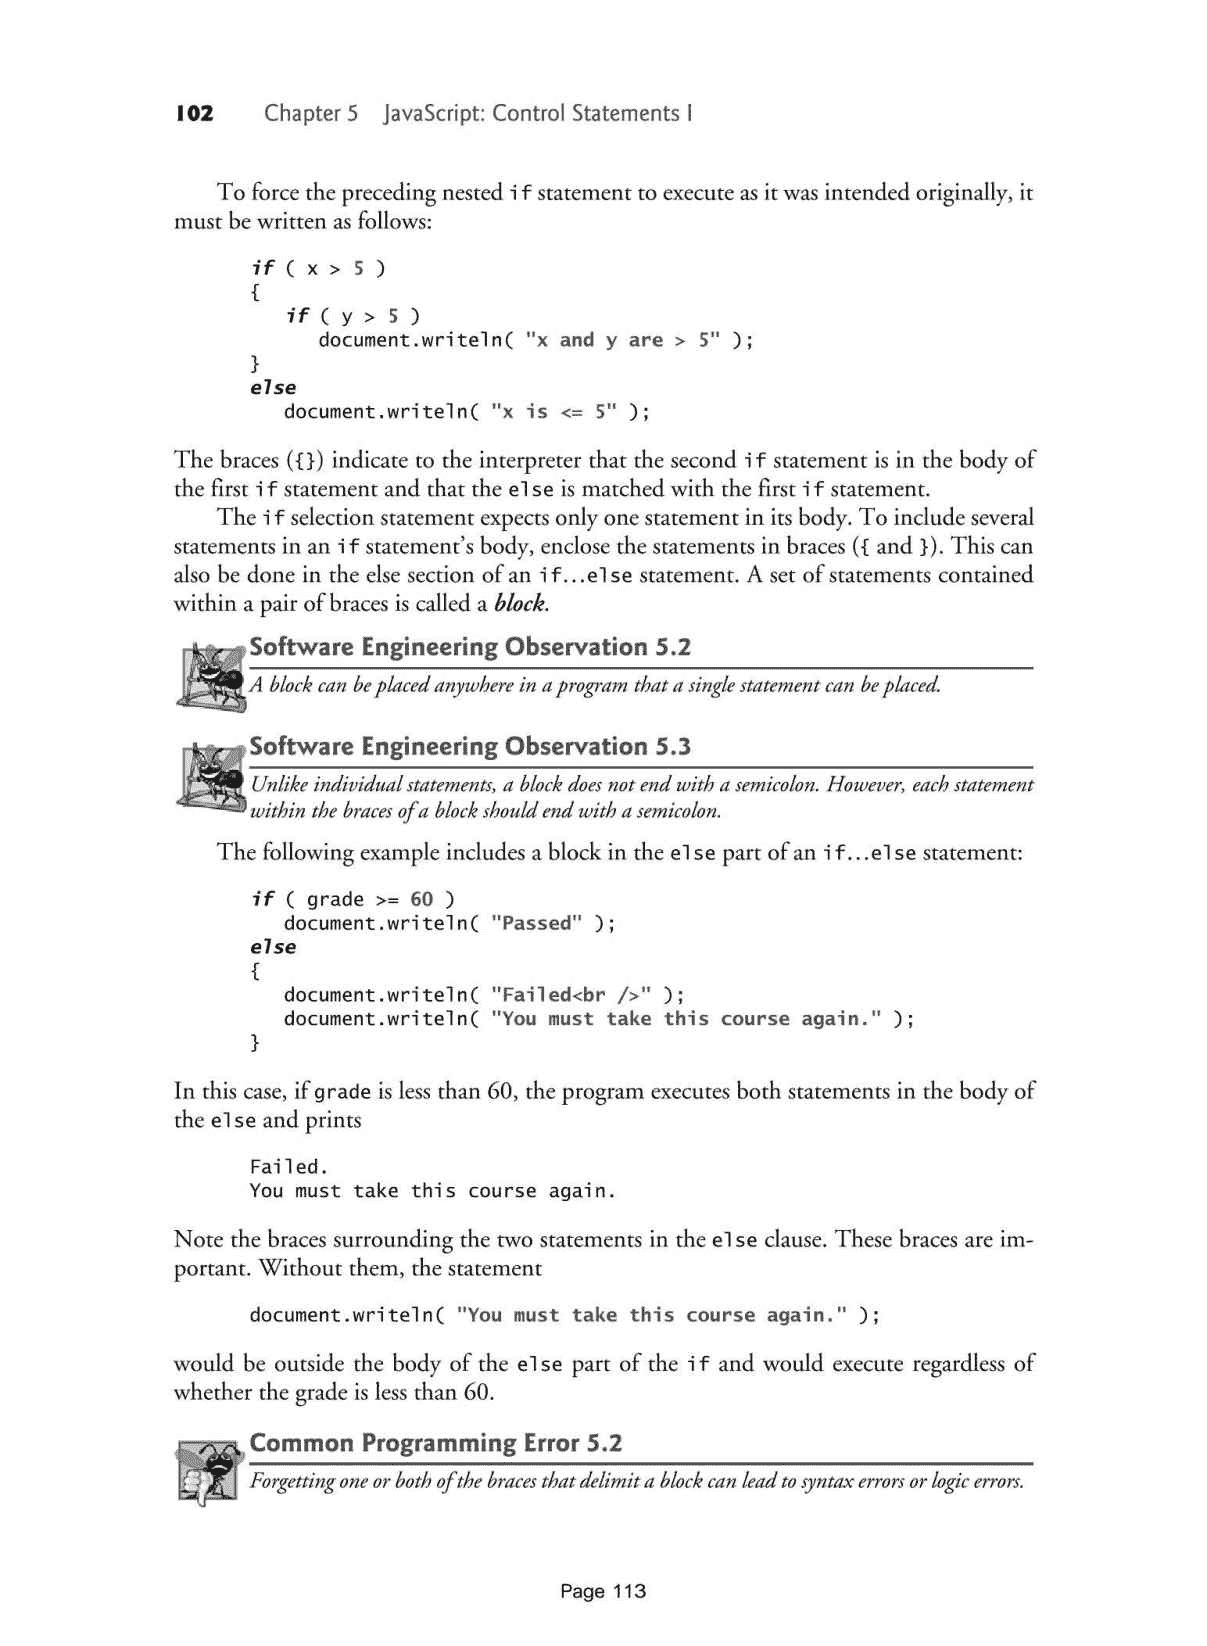 102 Chapter 5 JavaScript: Control Statements I
To force the preceding nested if statement to execute as it was intended originally, it
must be written as follows:
if ( x > 5 )
{
if ( y > 5 )
document.writeln( "x and y are > 5" );
}
else
document.writeln( "x is <= 5" );
The braces ({}) indicate to the interpreter that the second if statement is in the body of
the first if statement and that the else is matched with the first if statement.
The if selection statement expects only one statement in its body. To include several
statements in an if statement's body, enclose the statements in braces ({ and }). This can
also be done in the else section of an if...else statement. A set of statements contained
within a pair of braces is called a block.
Software Engineering Observation 5.2
A block can be placed anywhere in a program that a single statement can be placed.
Software Engineering Observation 5.3
Unlike individual statements, a block does not end with a semicolon. However, each statement
within the braces of a block should end with a semicolon.
The following example includes a block in the else part of an if...else statement:
if ( grade >= 60 )
document.writeln( "Passed" );
else
{
document.writeln( "Failed<br />" );
document.writeln( "You must take this course again." );
}
In this case, if grade is less than 60, the program executes both statements in the body of
the else and prints
Failed.
You must take this course again.
Note the braces surrounding the two statements in the else clause. These braces are im-
portant. Without them, the statement
document.writeln( "You must take this course again." );
would be outside the body of the else part of the if and would execute regardless of
whether the grade is less than 60.
Common Programming Error 5.2
Forgetting one or both of the braces that delimit a block can lead to syntax errors or logic errors.
Page 113